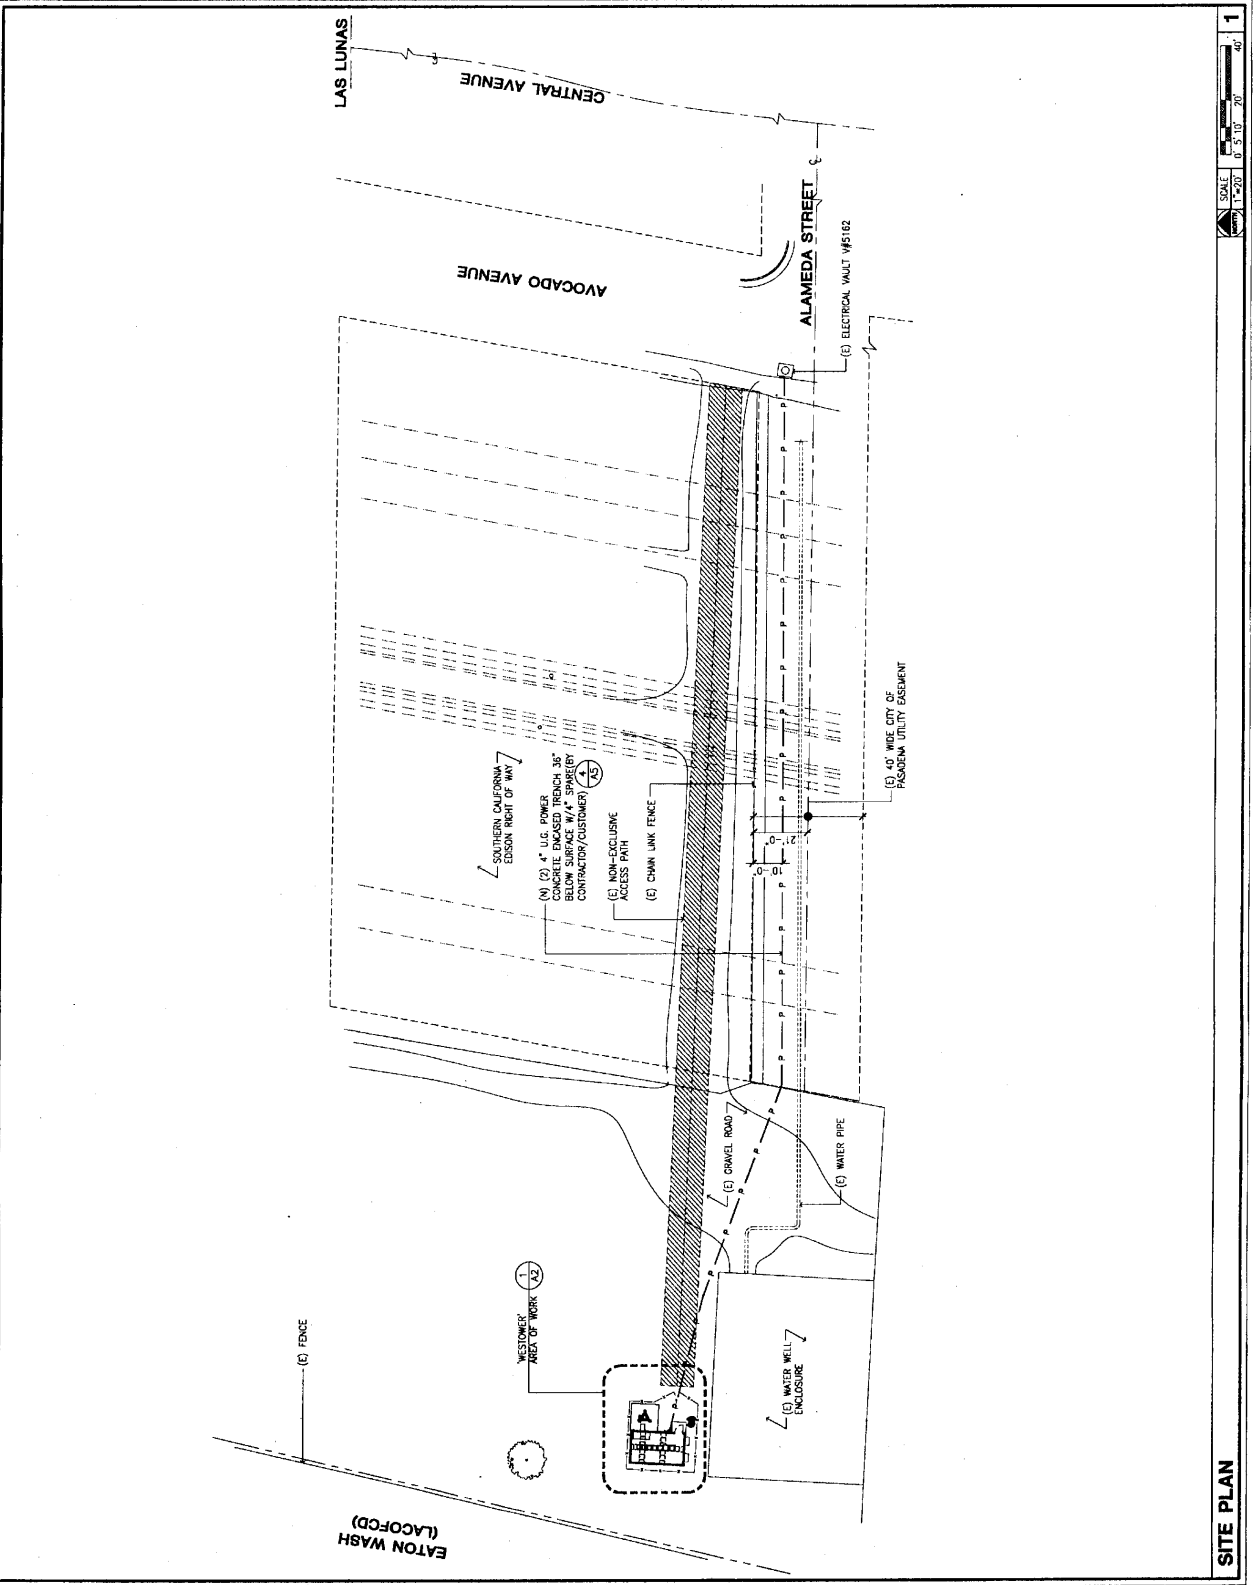 LAS LUNAS
CENTRAL AVENUE
AVOCADO AVENUE
ALAMEDA STREET
(E) ELECTRICAL VAULT V#5162
SOUTHERN CALIFORNIA
EDISON RIGHT OF WAY
(N) (2) 4" U.G. POWER
CONCRETE ENCASED TRENCH 36"
BELOW SURFACE W/4" SPARE(BY
CONTRACTOR/CUSTOMER)
4
A5
(E) NON-EXCLUSIVE
ACCESS PATH
(E) CHAIN LINK FENCE
10'-0"
21'-0"
(E) 40' WIDE CITY OF
PASADENA UTILITY EASEMENT
(E) GRAVEL ROAD
(E) WATER PIPE
1
A2
'WESTOWER'
AREA OF WORK
(E) FENCE
(E) WATER WELL
ENCLOSURE
EATON WASH
(LACOFCD)
SITE PLAN
NORTH
SCALE
1"=20'
0' 5' 10' 20' 40'
1